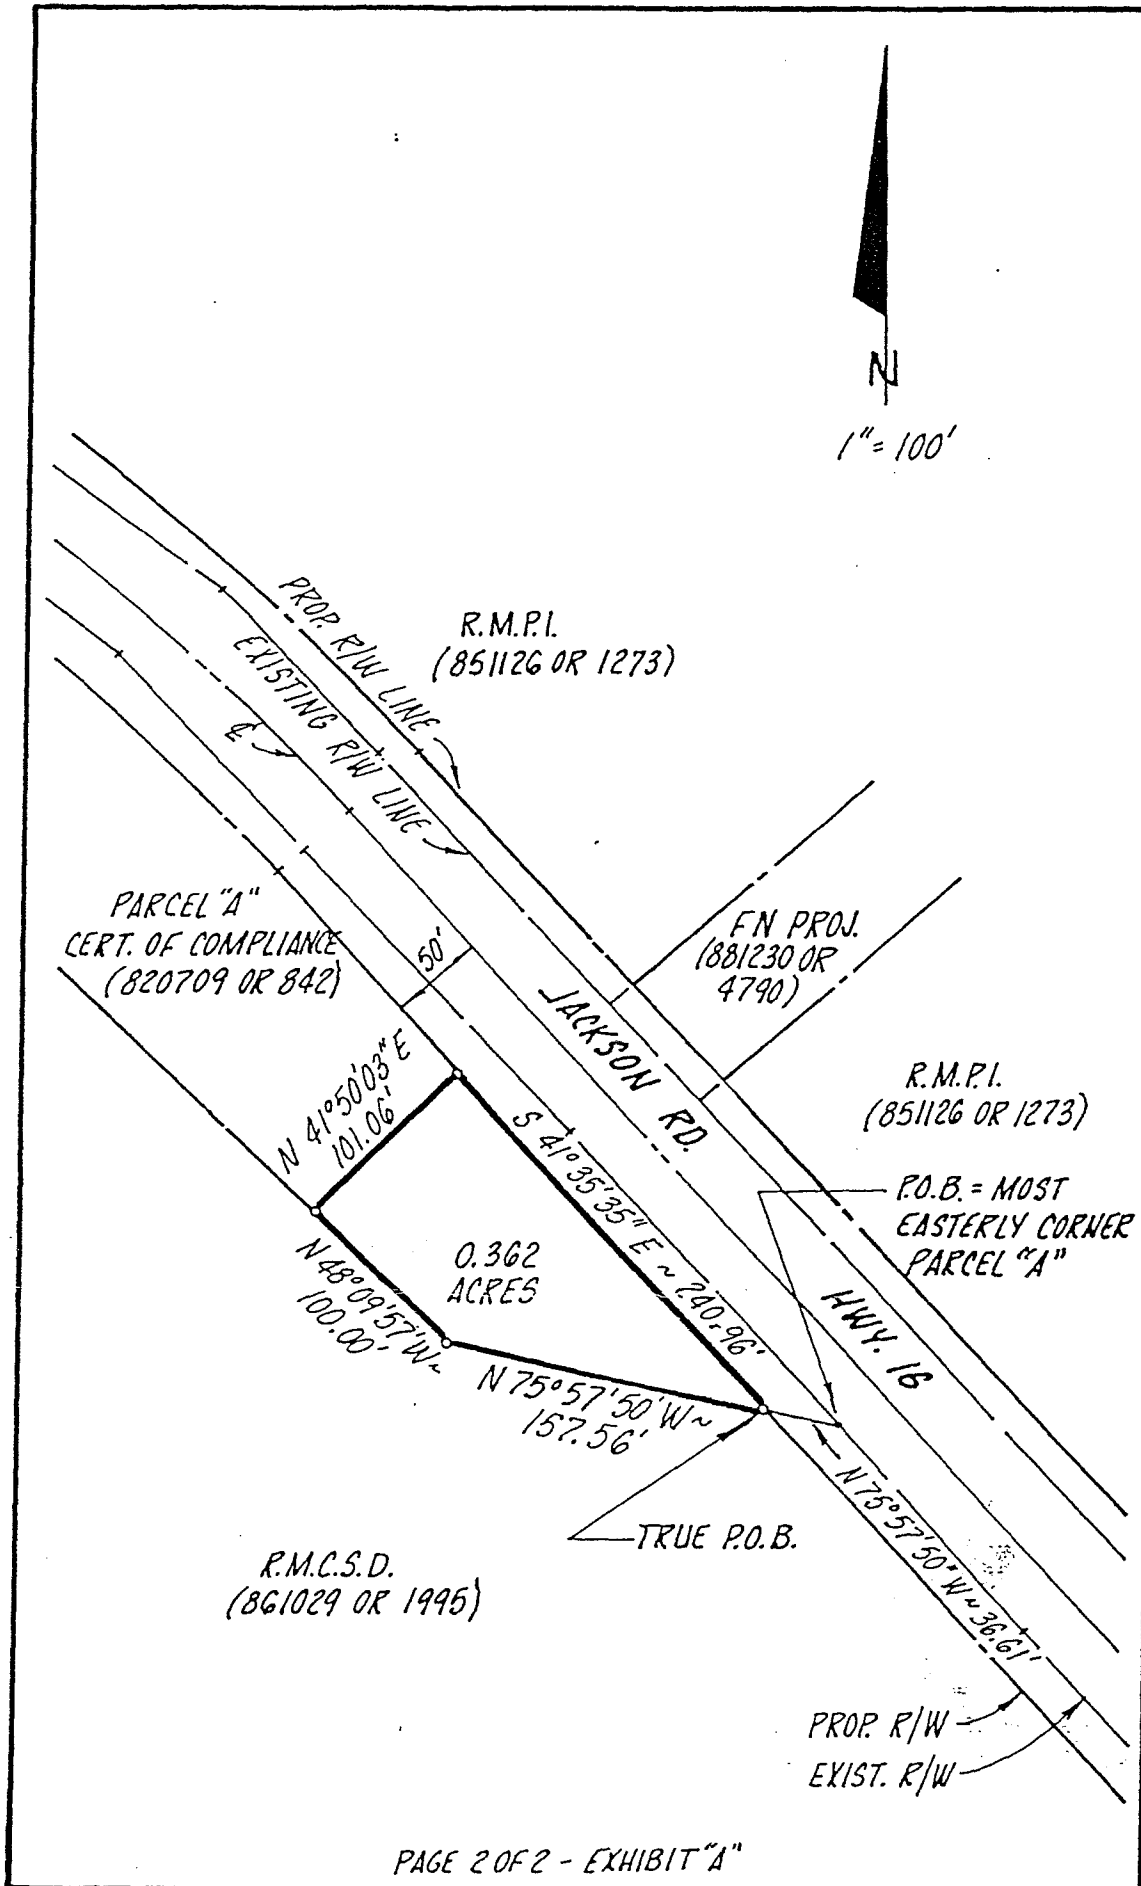 N
1" = 100'
PROP. R/W LINE
EXISTING R/W LINE
℄
R.M.P.I.
(851126 OR 1273)
PARCEL "A"
CERT. OF COMPLIANCE
(820709 OR 842)
50'
FN PROJ.
(881230 OR
4790)
JACKSON RD.
HWY. 16
R.M.P.I.
(851126 OR 1273)
N 41°50'03" E
101.06'
S 41°35'35" E ~ 240.96'
P.O.B. = MOST
EASTERLY CORNER
PARCEL "A"
0.362
ACRES
N 48°09'57" W ~
100.00'
N 75°57'50" W ~
157.56'
N 75°57'50" W ~ 36.61'
TRUE P.O.B.
R.M.C.S.D.
(861029 OR 1995)
PROP. R/W
EXIST. R/W
PAGE 2 OF 2 - EXHIBIT "A"